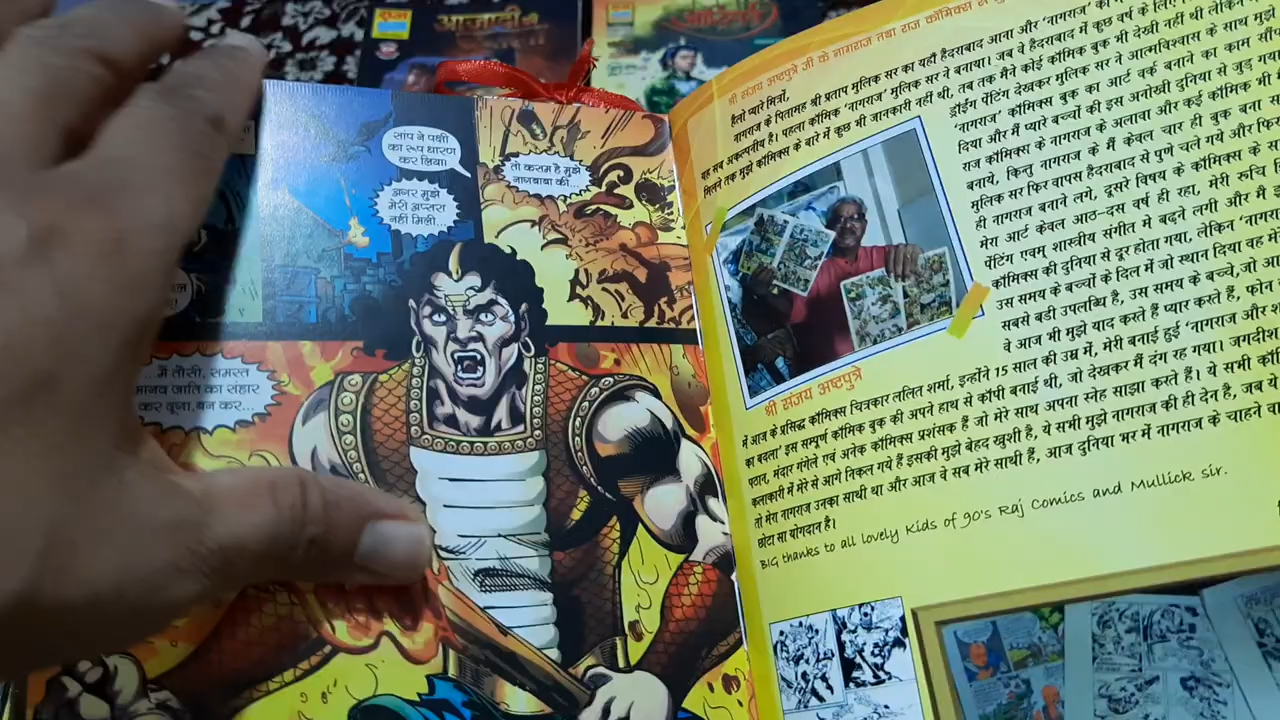 राज
आज़ादी की
सांप ने पक्षी
का रूप धारण
कर लिया!
अगर मुझे
मेरी अप्सरा
नहीं मिली..
तो कसम है मुझे
नागबाबा की...
... मैं तौसी, समस्त
मानव जाति का संहार
कर दूंगा, बन कर...
श्री संजय अष्टपुत्रे जी के नागराज तथा राज कॉमिक्स से
हैलो प्यारे मित्रों,
नागराज के पितामह श्री प्रताप मुलिक सर का यहाँ हैदराबाद आना और 'नागराज' की
यह सब अकल्पनीय है। पहला कॉमिक 'नागराज' मुलिक सर ने बनाया। जब वे हैदराबाद में कुछ वर्ष के लिए
मिलने तक मुझे कॉमिक्स के बारे में कुछ भी जानकारी नहीं थी, तब तक मैने कोई कॉमिक बुक भी देखी नहीं थी लेकिन
ड्रॉईंग पेंटिंग देखकर मुलिक सर ने आत्मविश्वास के साथ मुझे
'नागराज' कॉमिक्स बुक का आर्ट वर्क बनाने का काम सौंप
दिया और मैं प्यारे बच्चों की इस अनोखी दुनिया से जुड़ गया
राज कॉमिक्स के नागराज के अलावा और कई कॉमिक्स भी
बनाये, किन्तु नागराज के मैं केवल चार ही बुक बना
मुलिक सर फिर वापस हैदराबाद से पुणे चले गये और फिर
ही नागराज बनाने लगे, दूसरे विषय के कॉमिक्स के
मेरा आर्ट केवल आठ-दस वर्ष ही रहा, मेरी रुचि
पेंटिंग एवम् शास्त्रीय संगीत में बढ़ने लगी और मैं
कॉमिक्स की दुनिया से दूर होता गया, लेकिन 'नागराज
उस समय के बच्चों के दिल में जो स्थान दिया वह
सबसे बडी उपलब्धि है, उस समय के बच्चे, जो
वे आज भी मुझे याद करते हैं प्यार करते हैं, फोन
श्री संजय अष्टपुत्रे
में आज के प्रसिद्ध कॉमिक्स चित्रकार ललित शर्मा, इन्होंने 15 साल की उम्र में, मेरी बनाई हुई 'नागराज और
का बदला' इस सम्पूर्ण कॉमिक बुक की अपने हाथ से कॉपी बनाई थी, जो देखकर मैं दंग रह गया। जगदीश
पठान, मंदार गंगेले एवं अनेक कॉमिक्स प्रशंसक हैं जो मेरे साथ अपना स्नेह साझा करते हैं। ये सभी
कलाकारी में मेरे से आगे निकल गये हैं इसकी मुझे बेहद खुशी है, ये सभी मुझे नागराज की ही देन है, जब
तो मेरा नागराज उनका साथी था और आज वे सब मेरे साथी हैं, आज दुनिया भर में नागराज के चाहने
छोटा सा योगदान है।
BIG thanks to all lovely Kids of 90's Raj Comics and Mullick sir.